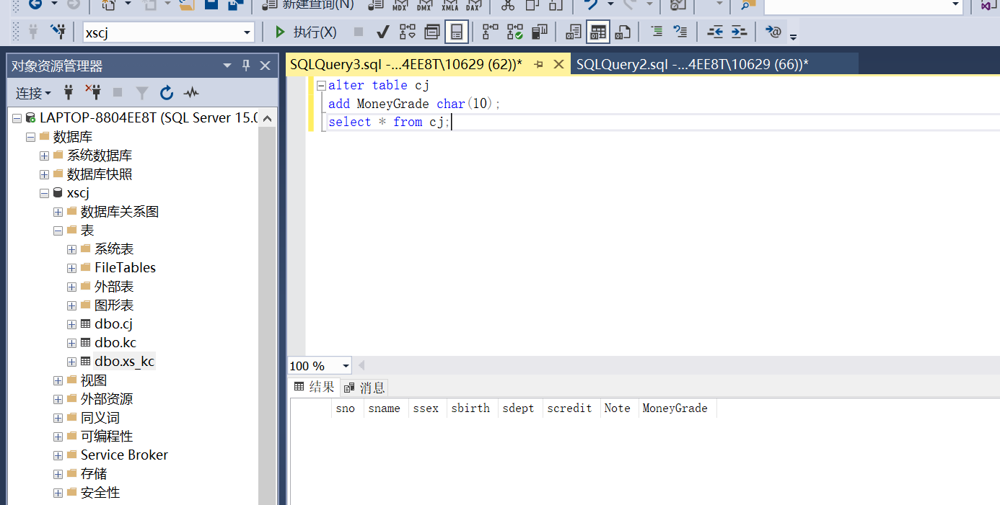 新建查询(N)
MDX DMX XMLA DAX
xscj
执行(X)
对象资源管理器
SQLQuery3.sql -...4EE8T\10629 (62))*
SQLQuery2.sql -...4EE8T\10629 (66))*
连接
LAPTOP-8804EE8T (SQL Server 15.0
数据库
系统数据库
数据库快照
xscj
数据库关系图
表
系统表
FileTables
外部表
图形表
dbo.cj
dbo.kc
dbo.xs_kc
视图
外部资源
同义词
可编程性
Service Broker
存储
安全性
alter table cj
add MoneyGrade char(10);
select * from cj;
100 %
结果
消息
sno sname ssex sbirth sdept scredit Note MoneyGrade